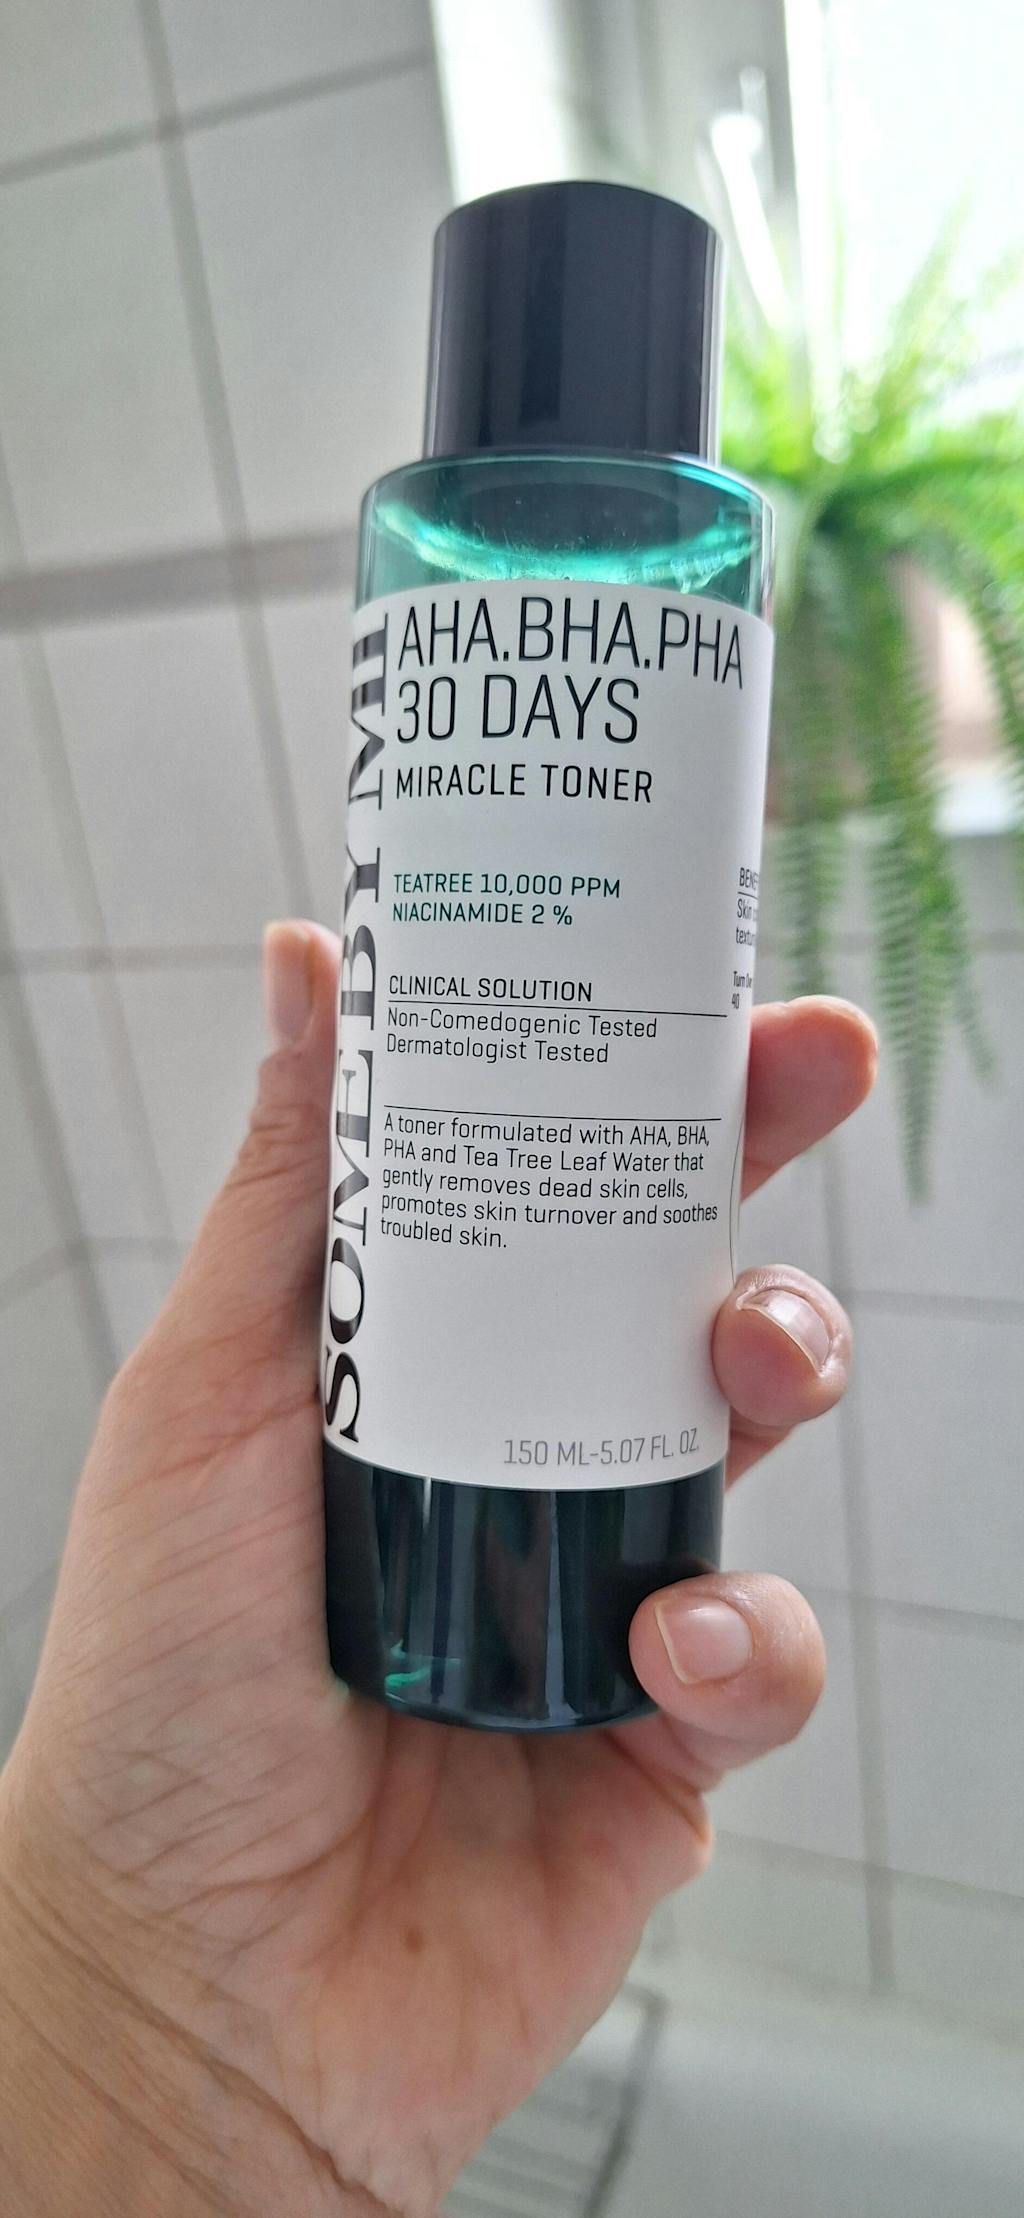 SOME BY MI
AHA.BHA.PHA
30 DAYS
MIRACLE TONER
TEATREE 10,000 PPM
NIACINAMIDE 2 %
CLINICAL SOLUTION
Non-Comedogenic Tested
Dermatologist Tested
A toner formulated with AHA, BHA,
PHA and Tea Tree Leaf Water that
gently removes dead skin cells,
promotes skin turnover and soothes
troubled skin.
150 ML-5.07 FL. OZ.
Skin
40